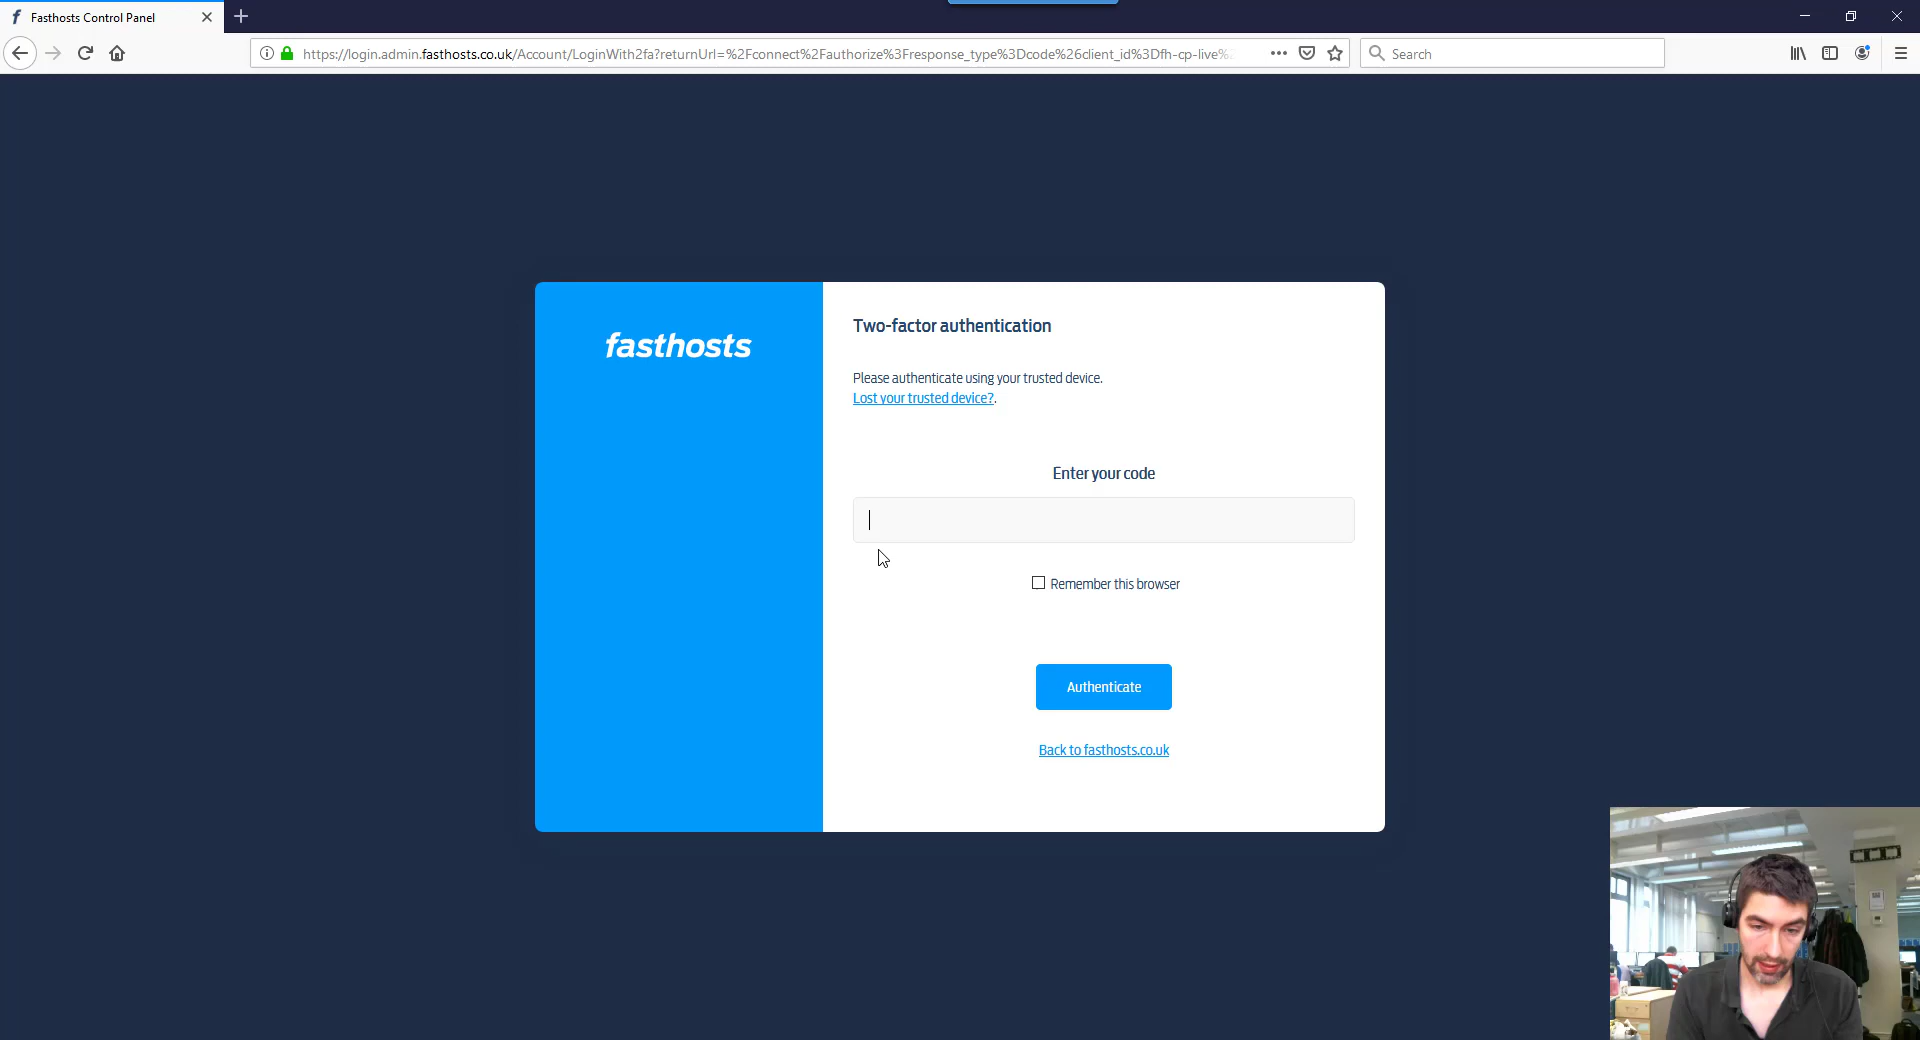 Fasthosts Control Panel
https://login.admin.fasthosts.co.uk/Account/LoginWith2fa?returnUrl=%2Fconnect%2Fauthorize%3Fresponse_type%3Dcode%26client_id%3Dfh-cp-live%2
Search
fasthosts
Two-factor authentication
Please authenticate using your trusted device.
Lost your trusted device?.
Enter your code
Remember this browser
Authenticate
Back to fasthosts.co.uk